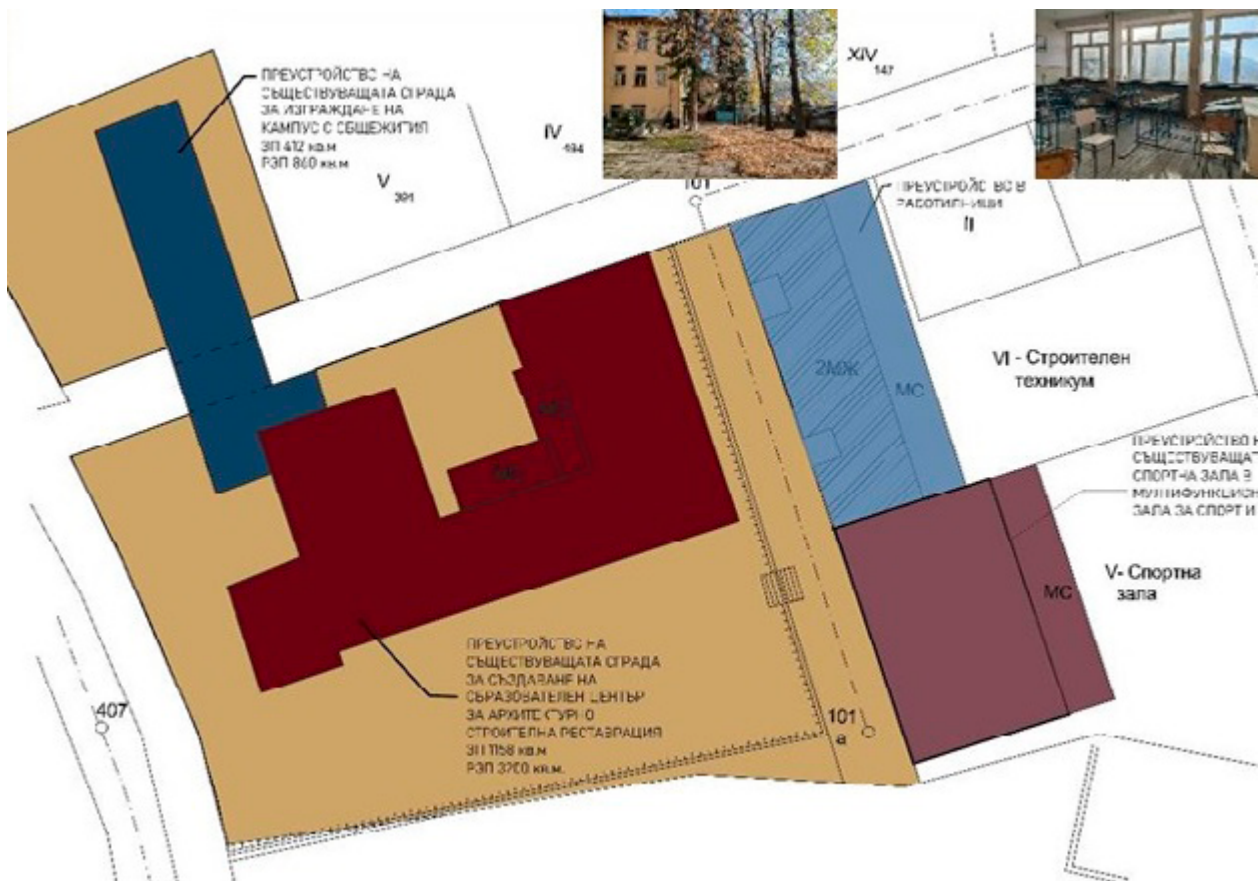 ПРЕУСТРОЙСТВО НА
СЪЩЕСТВУВАЩАТА СГРАДА
ЗА ИЗГРАЖДАНЕ НА
КАМПУС С ОБЩЕЖИТИЯ
ЗП 412 кв.м
РЗП 860 кв.м
V
391
IV
194
XIV
147
101
ПРЕУСТРОЙСТВО В
РАБОТИЛНИЦИ
II
2МЖ
МС
VI - Строителен
техникум
ПРЕУСТРОЙСТВО Н
СЪЩЕСТВУВАЩАТ
СПОРТНА ЗАЛА В
МУЛТИФУНКЦИОН
ЗАЛА ЗА СПОРТ И
V- Спортна
зала
МС
ПРЕУСТРОЙСТВО НА
СЪЩЕСТВУВАЩАТА СГРАДА
ЗА СЪЗДАВАНЕ НА
ОБРАЗОВАТЕЛЕН ЦЕНТЪР
ЗА АРХИТЕКТУРНО
СТРОИТЕЛНА РЕСТАВРАЦИЯ
ЗП 1158 кв.м
РЗП 3200 кв.м.
407
101
а